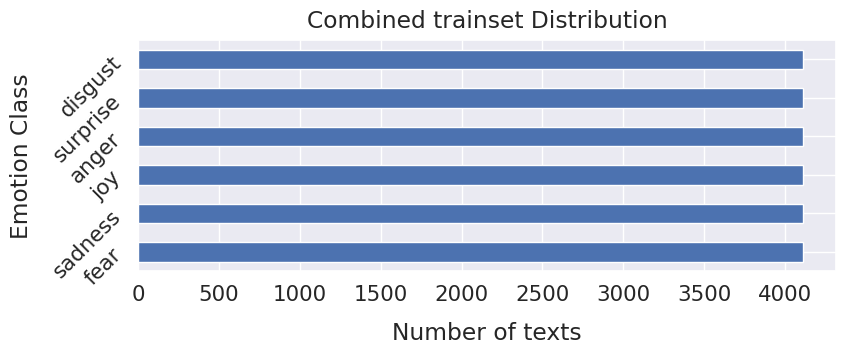 Combined trainset Distribution
Emotion Class
disgust
surprise
anger
joy
sadness
fear
0 500 1000 1500 2000 2500 3000 3500 4000
Number of texts